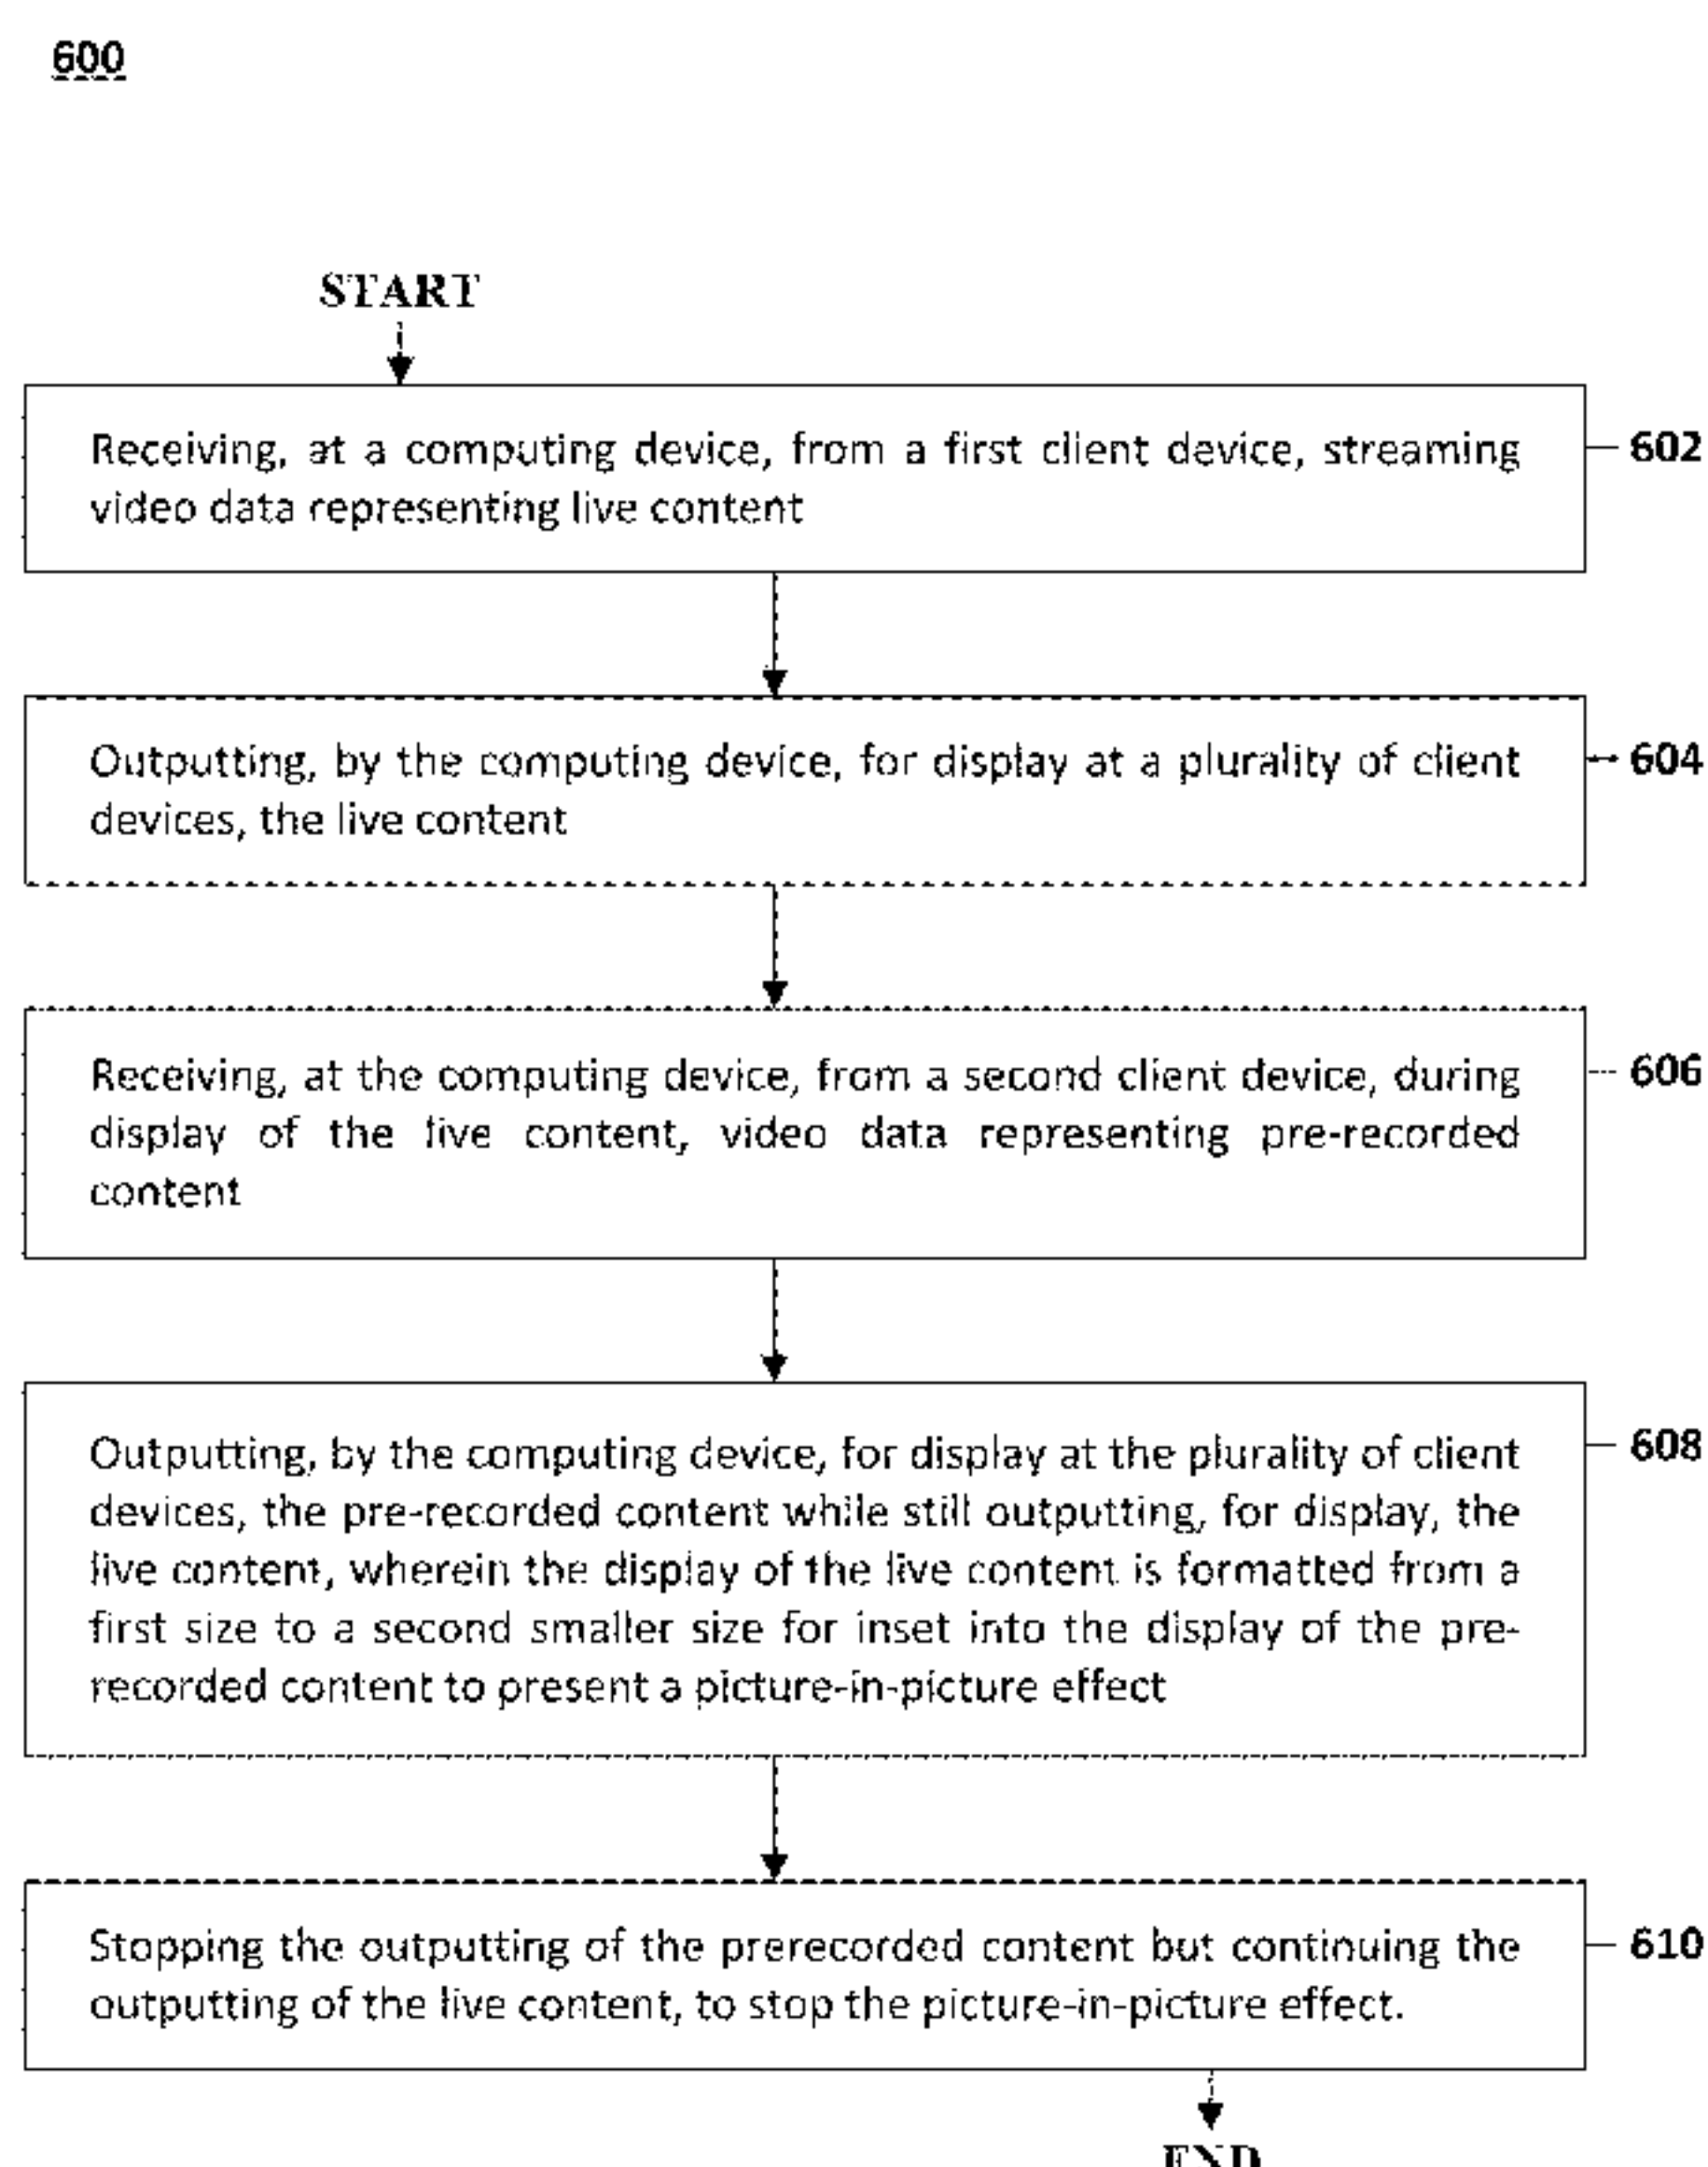 600
START
Receiving, at a computing device, from a first client device, streaming
video data representing live content
602
Outputting, by the computing device, for display at a plurality of client
devices, the live content
604
Receiving, at the computing device, from a second client device, during
display of the live content, video data representing pre-recorded
content
606
Outputting, by the computing device, for display at the plurality of client
devices, the pre-recorded content while still outputting, for display, the
live content, wherein the display of the live content is formatted from a
first size to a second smaller size for inset into the display of the pre-
recorded content to present a picture-in-picture effect
608
Stopping the outputting of the prerecorded content but continuing the
outputting of the live content, to stop the picture-in-picture effect.
610
END